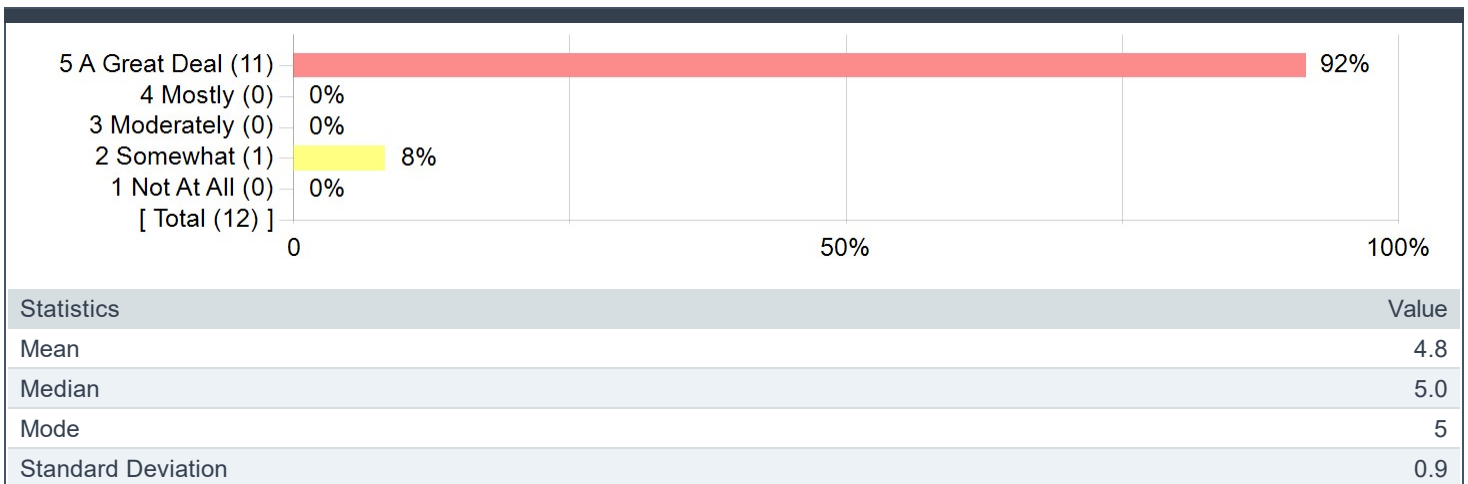 5 A Great Deal (11) 92%
4 Mostly (0) 0%
3 Moderately (0) 0%
2 Somewhat (1) 8%
1 Not At All (0) 0%
[ Total (12) ]
0 50% 100%
Statistics Value
Mean 4.8
Median 5.0
Mode 5
Standard Deviation 0.9